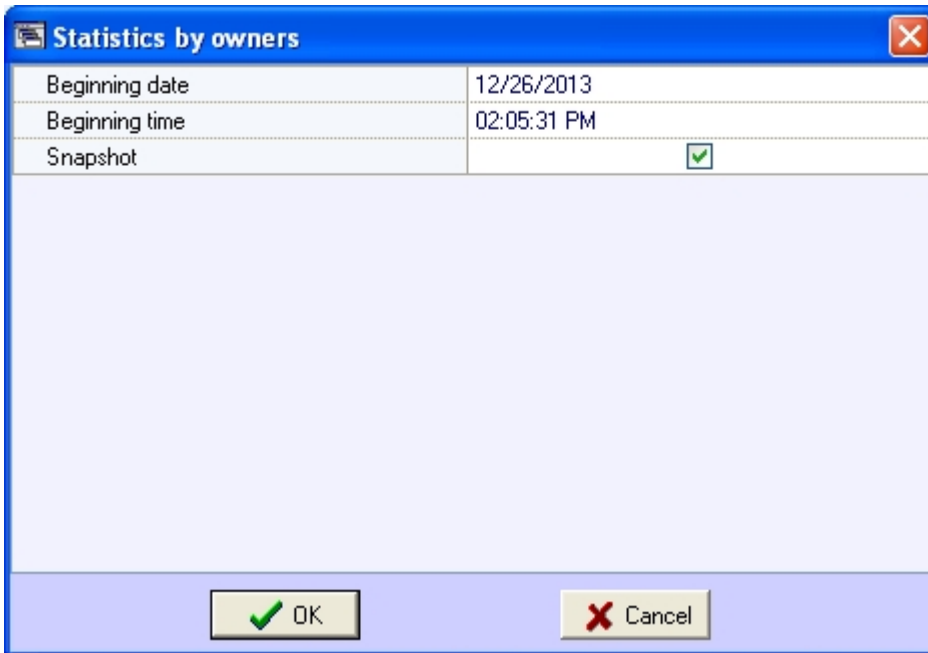 Statistics by owners
Beginning date 12/26/2013
Beginning time 02:05:31 PM
Snapshot
OK Cancel